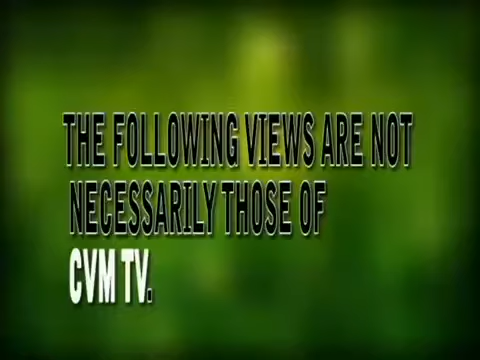 THE FOLLOWING VIEWS ARE NOT
NECESSARILY THOSE OF
CVM TV.